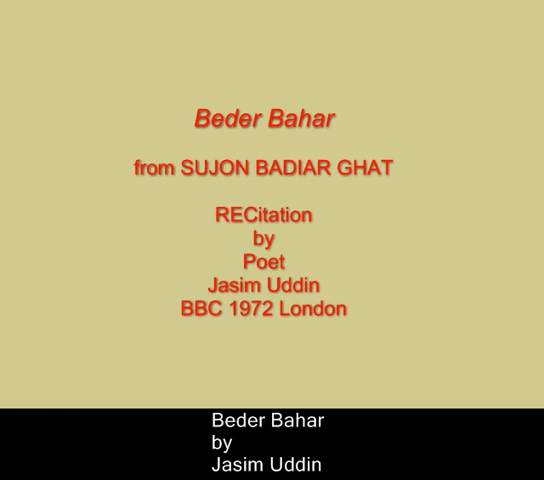 Beder Bahar
from SUJON BADIAR GHAT
RECitation
by
Poet
Jasim Uddin
BBC 1972 London
Beder Bahar
by
Jasim Uddin